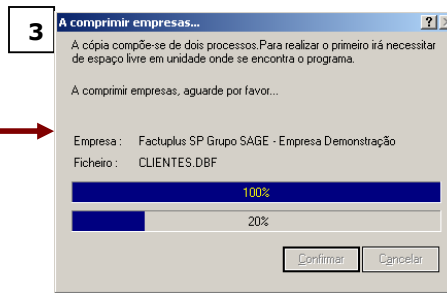 3
A comprimir empresas...
A cópia compõe-se de dois processos.Para realizar o primeiro irá necessitar
de espaço livre em unidade onde se encontra o programa.
A comprimir empresas, aguarde por favor...
Empresa : Factuplus SP Grupo SAGE - Empresa Demonstração
Ficheiro : CLIENTES.DBF
100%
20%
Confirmar Cancelar